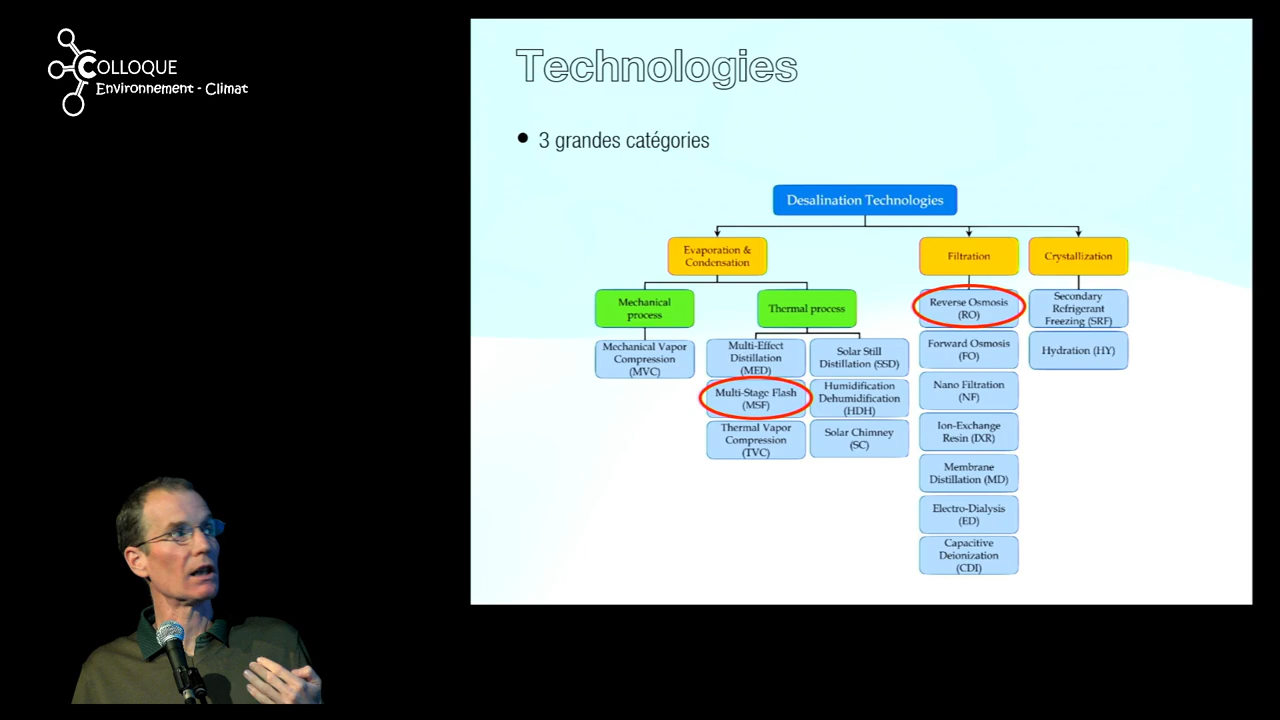 COLLOQUE
Environnement - Climat
Technologies
• 3 grandes catégories
Desalination Technologies
Evaporation &
Condensation
Filtration
Crystallization
Mechanical
process
Thermal process
Reverse Osmosis
(RO)
Secondary
Refrigerant
Freezing (SRF)
Mechanical Vapor
Compression
(MVC)
Multi-Effect
Distillation
(MED)
Solar Still
Distillation (SSD)
Forward Osmosis
(FO)
Hydration (HY)
Multi-Stage Flash
(MSF)
Humidification
Dehumidification
(HDH)
Nano Filtration
(NF)
Thermal Vapor
Compression
(TVC)
Solar Chimney
(SC)
Ion-Exchange
Resin (IXR)
Membrane
Distillation (MD)
Electro-Dialysis
(ED)
Capacitive
Deionization
(CDI)